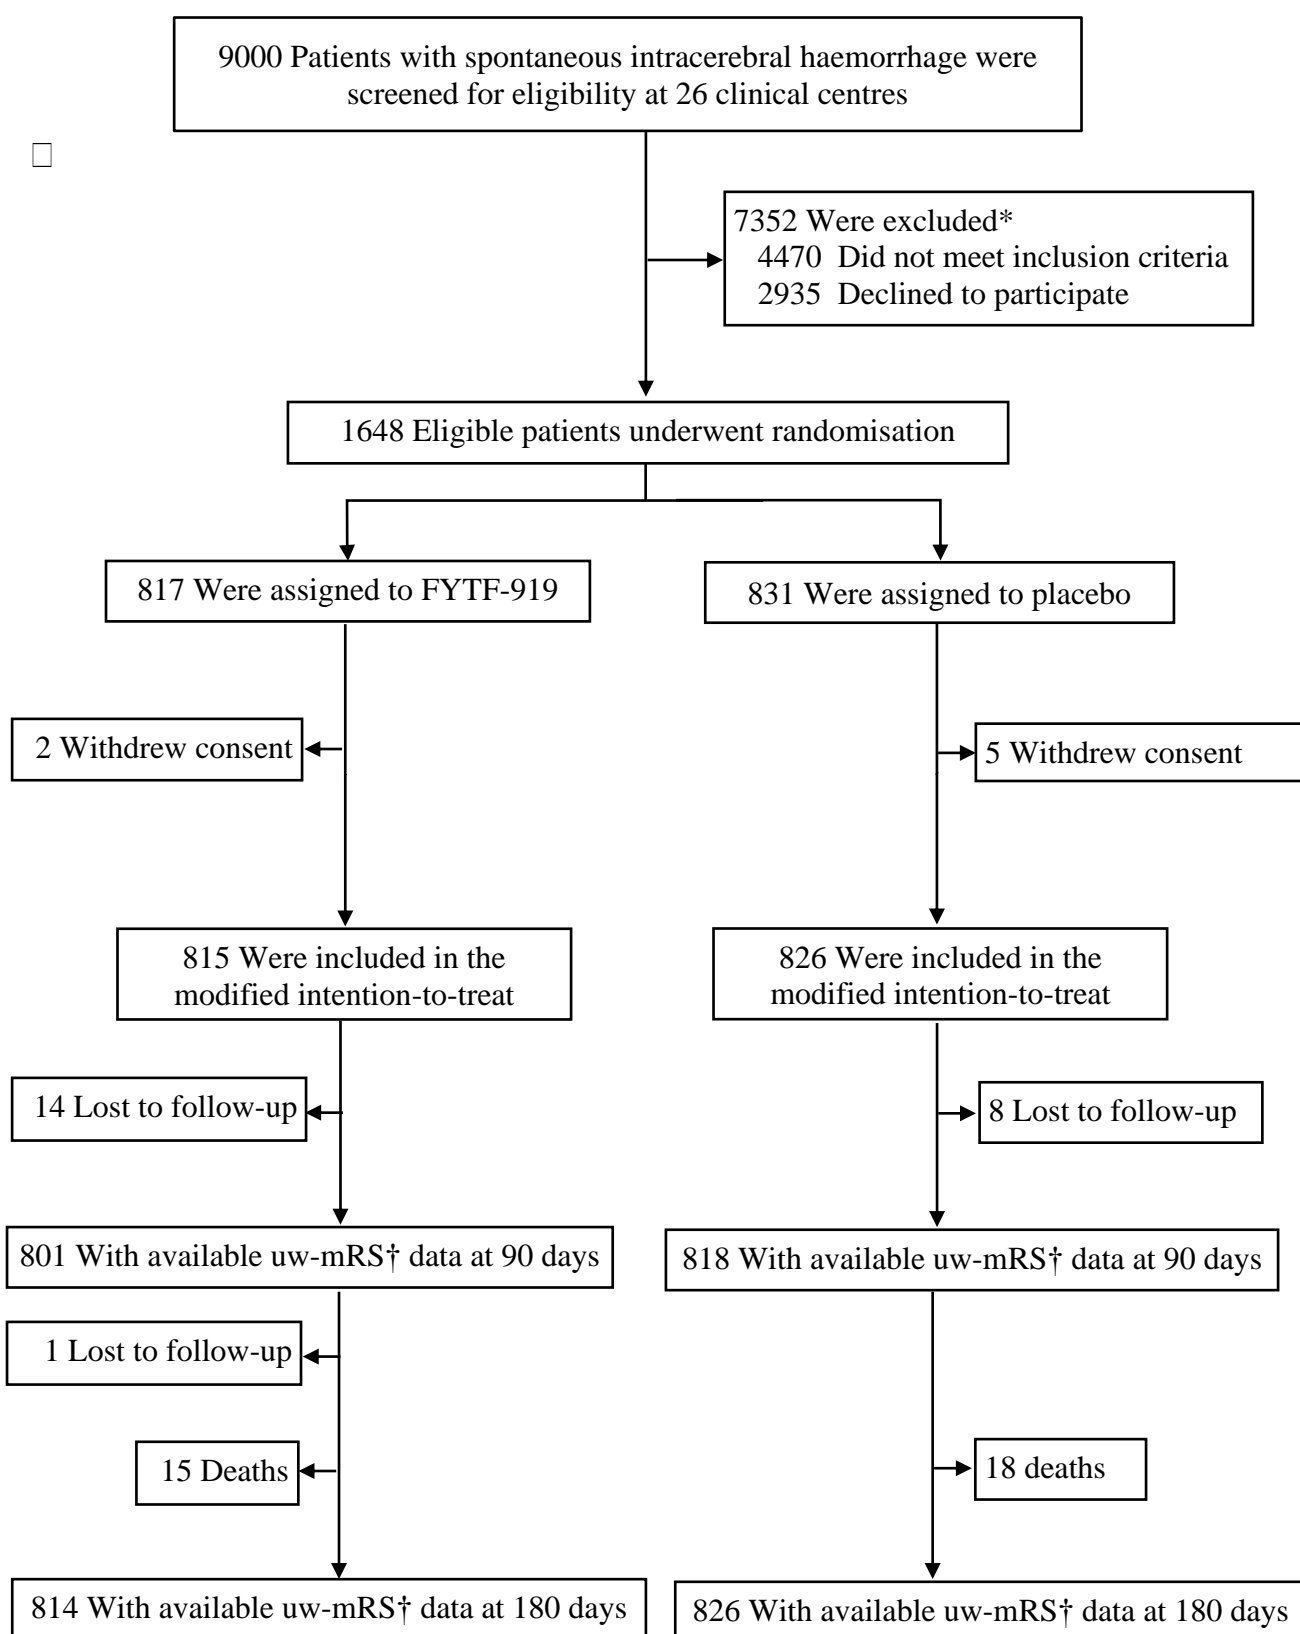 9000 Patients with spontaneous intracerebral haemorrhage were
screened for eligibility at 26 clinical centres
7352 Were excluded*
4470 Did not meet inclusion criteria
2935 Declined to participate
1648 Eligible patients underwent randomisation
817 Were assigned to FYTF-919
831 Were assigned to placebo
2 Withdrew consent
5 Withdrew consent
815 Were included in the
modified intention-to-treat
826 Were included in the
modified intention-to-treat
14 Lost to follow-up
8 Lost to follow-up
801 With available uw-mRS† data at 90 days
818 With available uw-mRS† data at 90 days
1 Lost to follow-up
15 Deaths
18 deaths
814 With available uw-mRS† data at 180 days
826 With available uw-mRS† data at 180 days